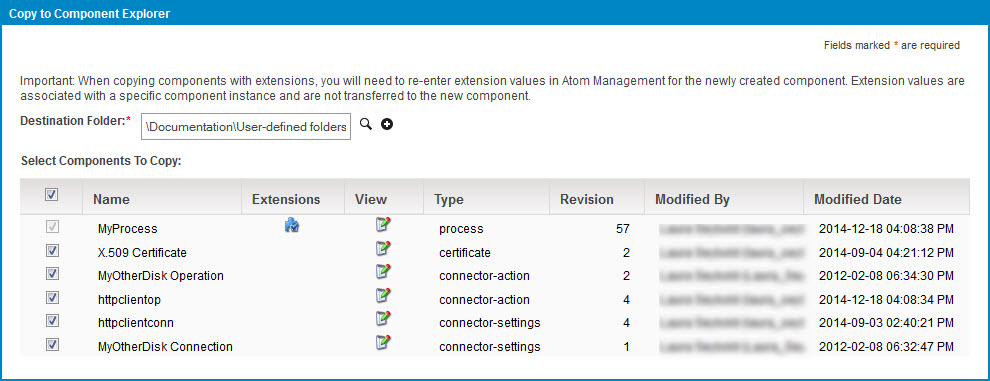 Copy to Component Explorer
Fields marked * are required
Important: When copying components with extensions, you will need to re-enter extension values in Atom Management for the newly created component. Extension values are
associated with a specific component instance and are not transferred to the new component.
Destination Folder:* \Documentation\User-defined folders
Select Components To Copy:
Name Extensions View Type Revision Modified By Modified Date
MyProcess process 57 2014-12-18 04:08:38 PM
X.509 Certificate certificate 2 2014-09-04 04:21:12 PM
MyOtherDisk Operation connector-action 2 2012-02-08 06:34:30 PM
httpclientop connector-action 4 2014-12-18 04:08:34 PM
httpclientconn connector-settings 4 2014-09-03 02:40:21 PM
MyOtherDisk Connection connector-settings 1 2012-02-08 06:32:47 PM